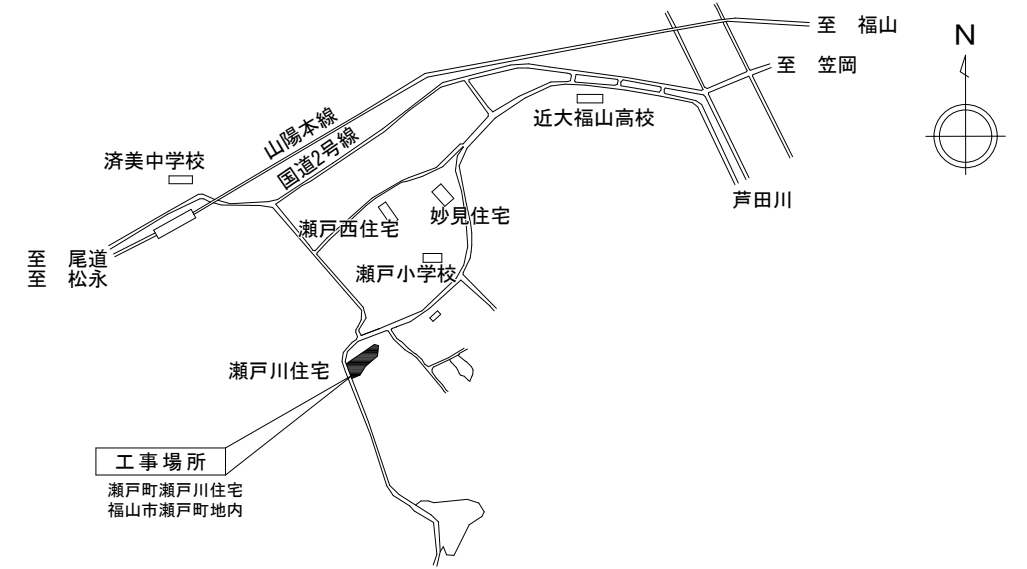 至　福山
N
至　笠岡
近大福山高校
山陽本線
国道2号線
済美中学校
芦田川
妙見住宅
瀬戸西住宅
至　尾道
至　松永
瀬戸小学校
瀬戸川住宅
工事場所
瀬戸町瀬戸川住宅
福山市瀬戸町地内